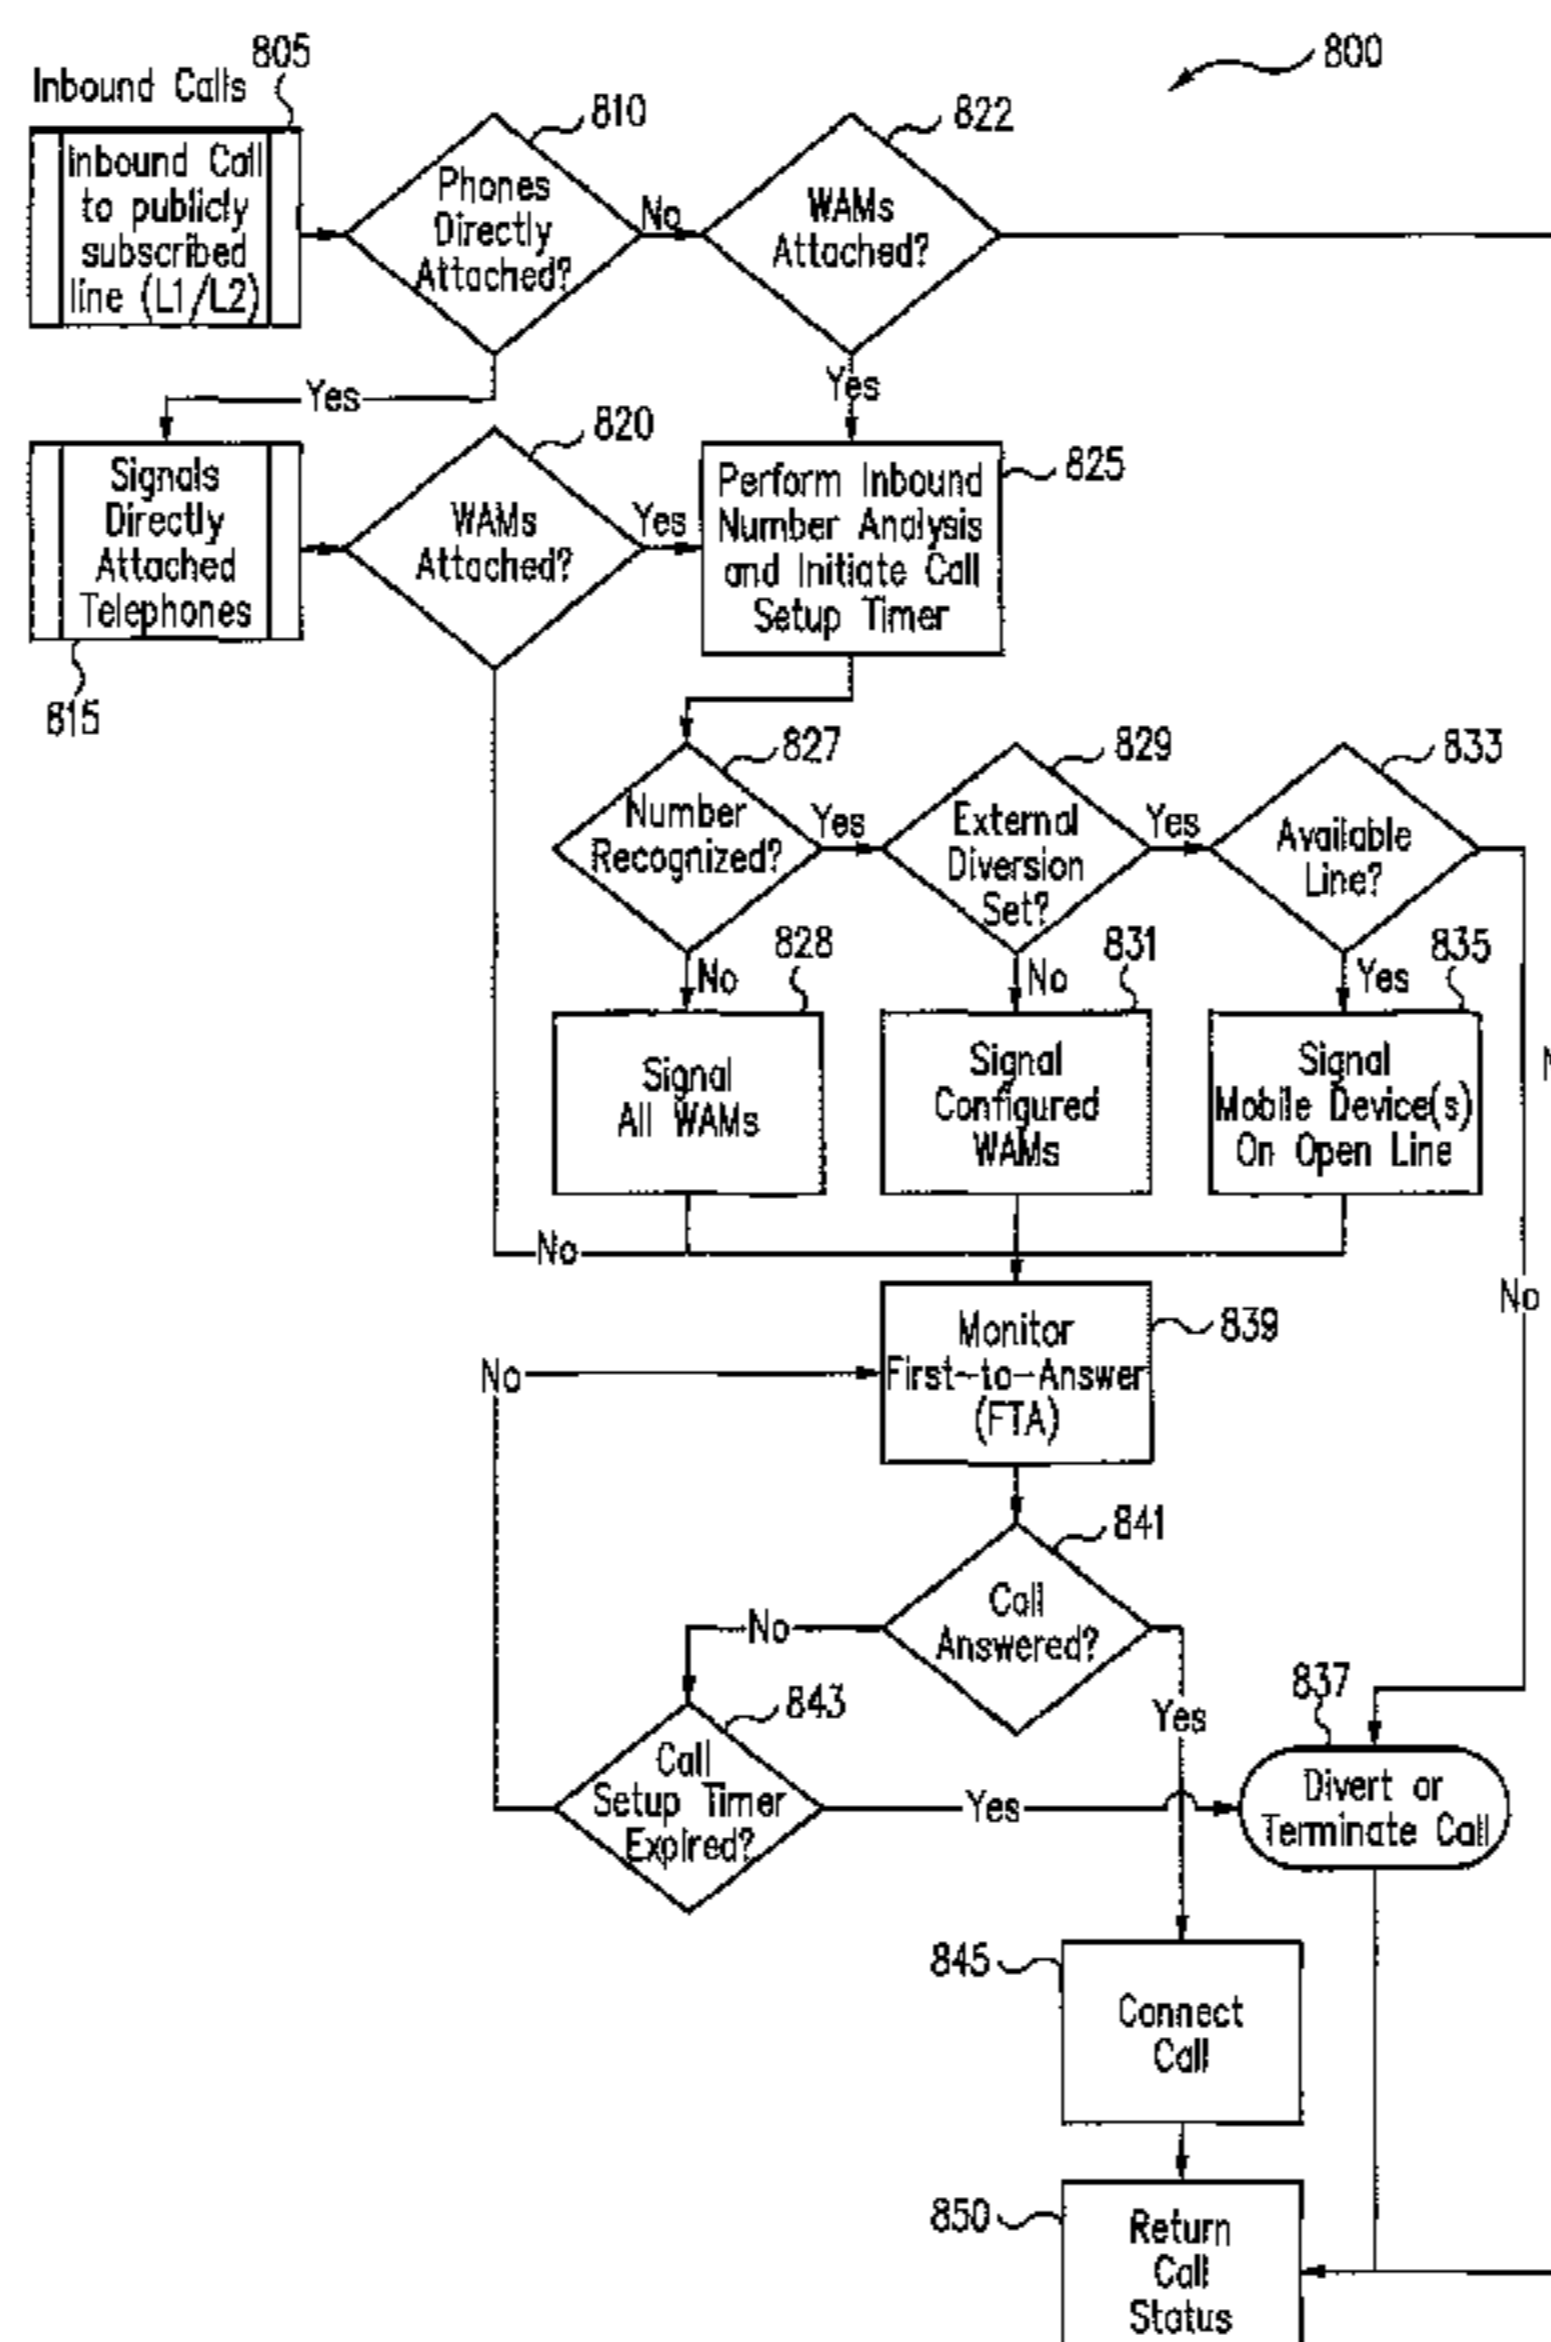 800
Inbound Calls
805
Inbound Call
to publicly
subscribed
line (L1/L2)
810
Phones
Directly
Attached?
No
822
WAMs
Attached?
Yes
Yes
Signals
Directly
Attached
Telephones
815
820
WAMs
Attached?
Yes
825
Perform Inbound
Number Analysis
and Initiate Call
Setup Timer
827
Number
Recognized?
Yes
829
External
Diversion
Set?
Yes
833
Available
Line?
No
828
No
831
Yes
835
Signal
All WAMs
Signal
Configured
WAMs
Signal
Mobile Device(s)
On Open Line
No
No
839
Monitor
First-to-Answer
(FTA)
No
841
Call
Answered?
No
Yes
843
Call
Setup Timer
Expired?
Yes
837
Divert or
Terminate Call
845
Connect
Call
850
Return
Call
Status